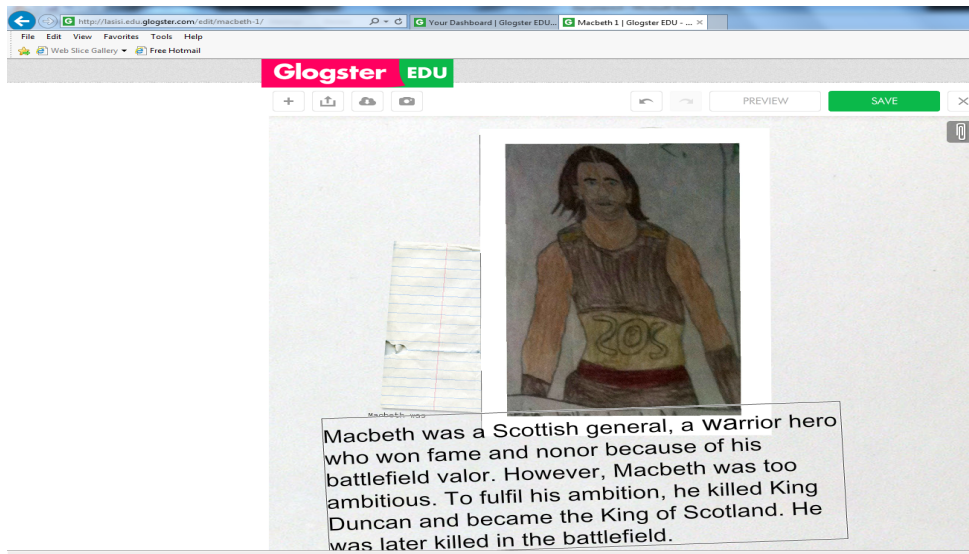 http://lasisi.edu.glogster.com/edit/macbeth-1/
Your Dashboard | Glogster EDU...
Macbeth 1 | Glogster EDU - ...
File Edit View Favorites Tools Help
Web Slice Gallery Free Hotmail
Glogster EDU
PREVIEW SAVE
205
Macbeth was
Macbeth was a Scottish general, a warrior hero
who won fame and nonor because of his
battlefield valor. However, Macbeth was too
ambitious. To fulfil his ambition, he killed King
Duncan and became the King of Scotland. He
was later killed in the battlefield.